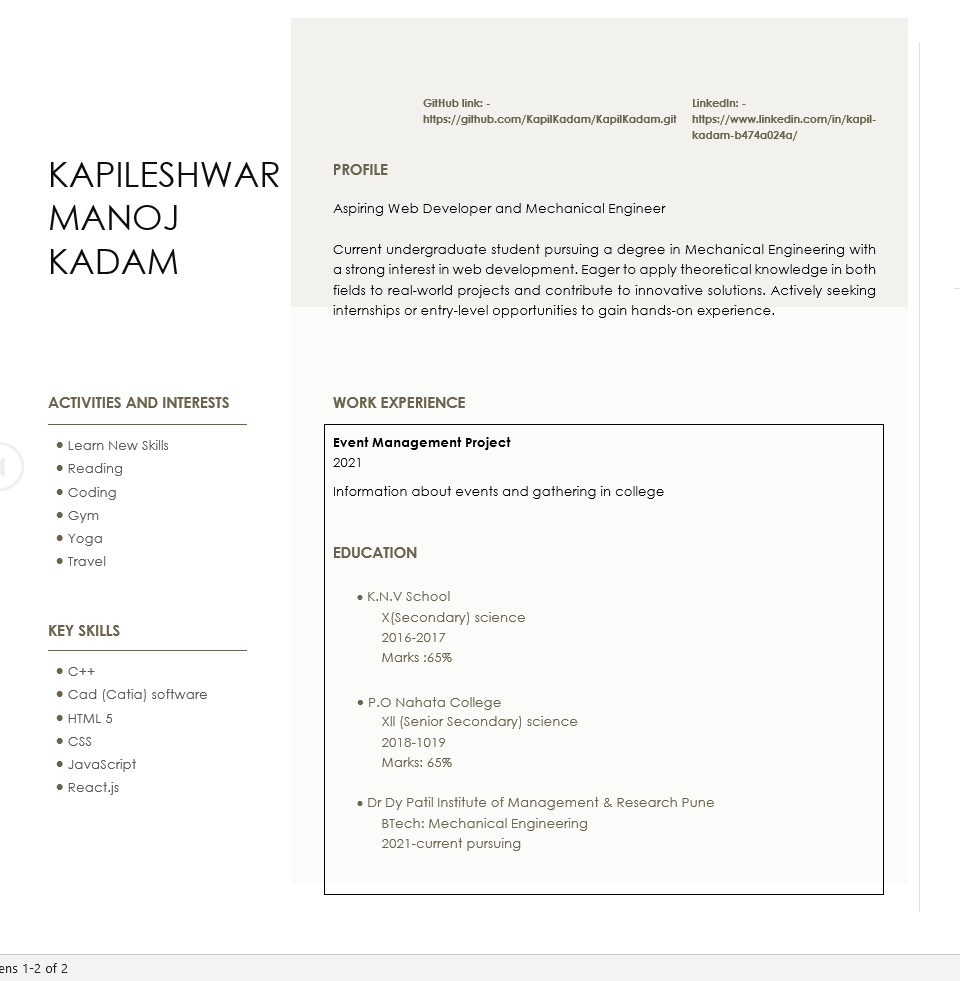 GitHub link: -
https://github.com/KapilKadam/KapilKadam.git
LinkedIn: -
https://www.linkedin.com/in/kapil-
kadam-b474a024a/
KAPILESHWAR
MANOJ
KADAM
PROFILE
Aspiring Web Developer and Mechanical Engineer
Current undergraduate student pursuing a degree in Mechanical Engineering with
a strong interest in web development. Eager to apply theoretical knowledge in both
fields to real-world projects and contribute to innovative solutions. Actively seeking
internships or entry-level opportunities to gain hands-on experience.
ACTIVITIES AND INTERESTS
• Learn New Skills
• Reading
• Coding
• Gym
• Yoga
• Travel
KEY SKILLS
• C++
• Cad (Catia) software
• HTML 5
• CSS
• JavaScript
• React.js
WORK EXPERIENCE
Event Management Project
2021
Information about events and gathering in college
EDUCATION
• K.N.V School
X(Secondary) science
2016-2017
Marks :65%
• P.O Nahata College
Xll (Senior Secondary) science
2018-1019
Marks: 65%
• Dr Dy Patil Institute of Management & Research Pune
BTech: Mechanical Engineering
2021-current pursuing
ens 1-2 of 2